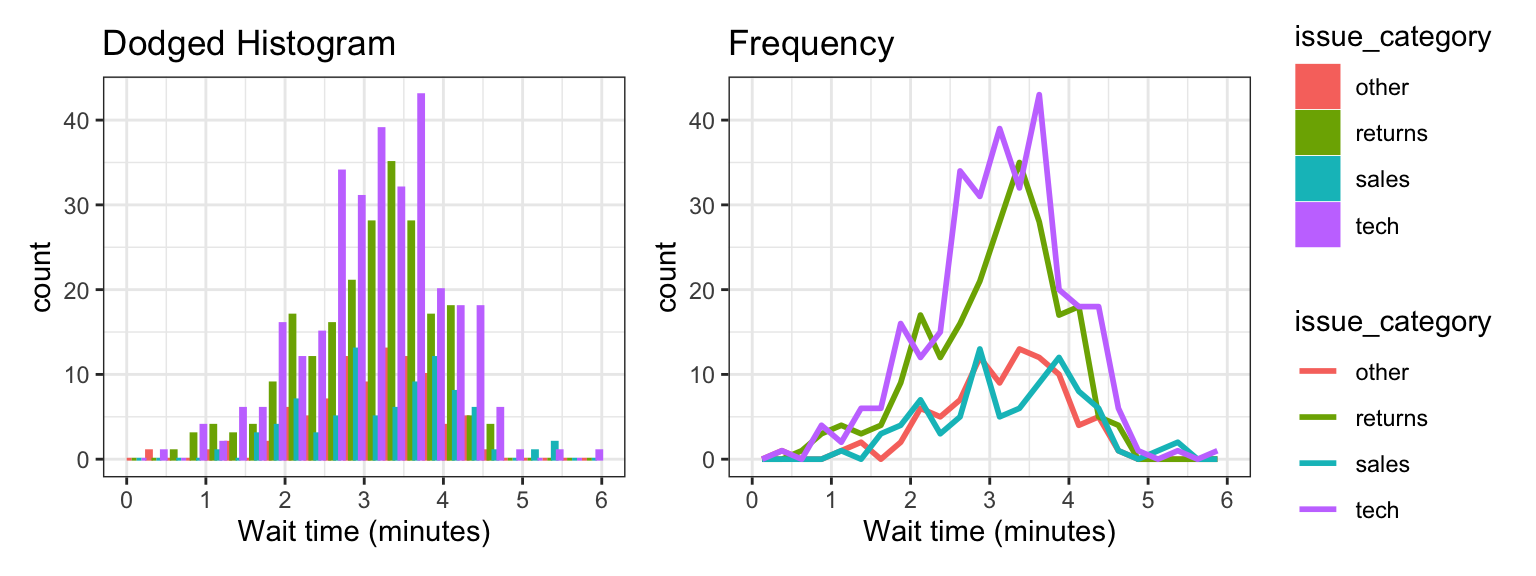 Dodged Histogram
count
40
30
20
10
0
0 1 2 3 4 5 6
Wait time (minutes)
Frequency
count
40
30
20
10
0
0 1 2 3 4 5 6
Wait time (minutes)
issue_category
other
returns
sales
tech
issue_category
other
returns
sales
tech